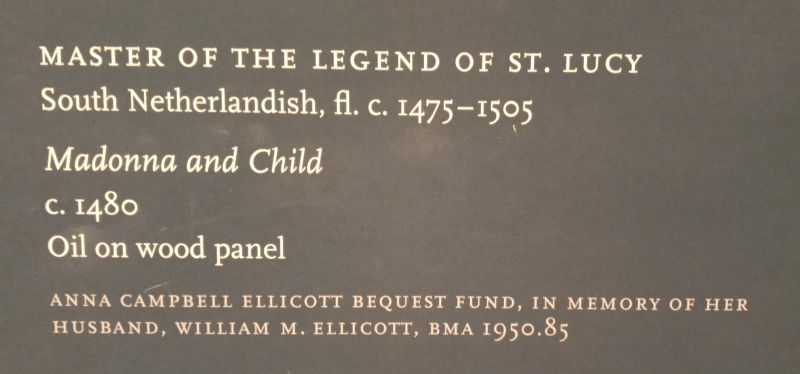 MASTER OF THE LEGEND OF ST. LUCY
South Netherlandish, fl. c. 1475–1505
Madonna and Child
c. 1480
Oil on wood panel
ANNA CAMPBELL ELLICOTT BEQUEST FUND, IN MEMORY OF HER
HUSBAND, WILLIAM M. ELLICOTT, BMA 1950.85